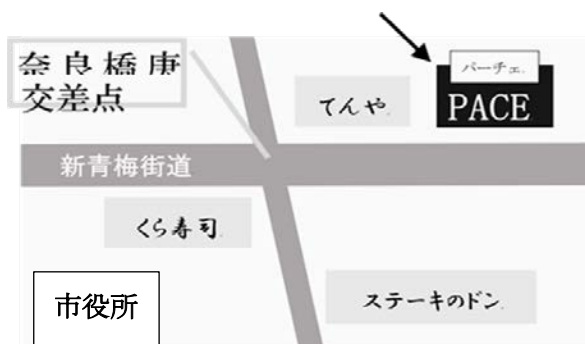 奈良橋庚
交差点
パーチェ.
てんや.
PACE
新青梅街道
くら寿司.
市役所
ステーキのドン.